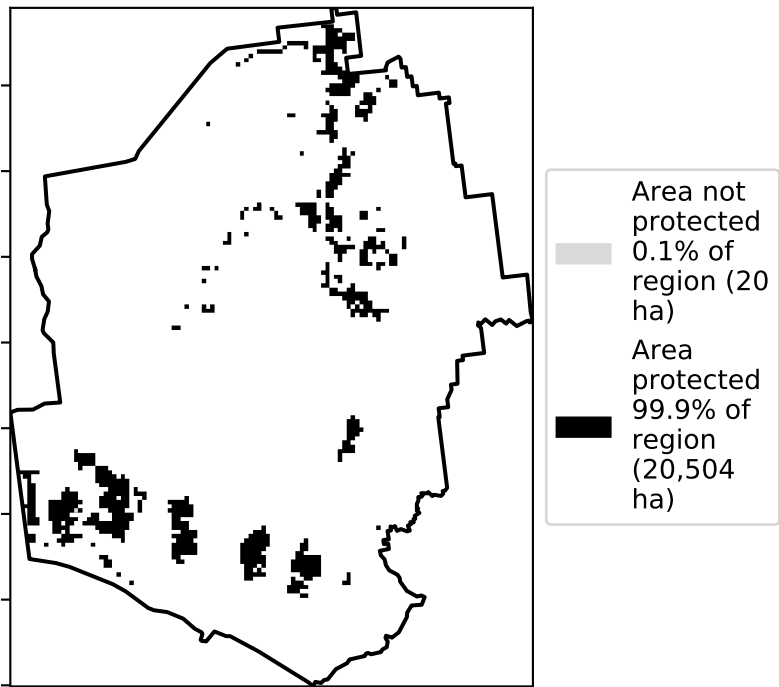 Area not
protected
0.1% of
region (20
ha)
Area
protected
99.9% of
region
(20,504
ha)